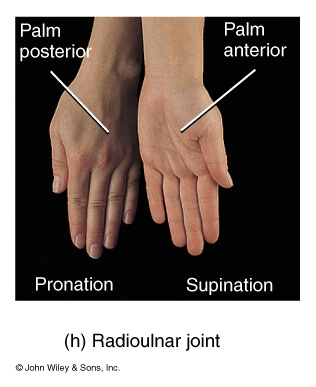 Palm
posterior
Palm
anterior
Pronation
Supination
(h) Radioulnar joint
© John Wiley & Sons, Inc.